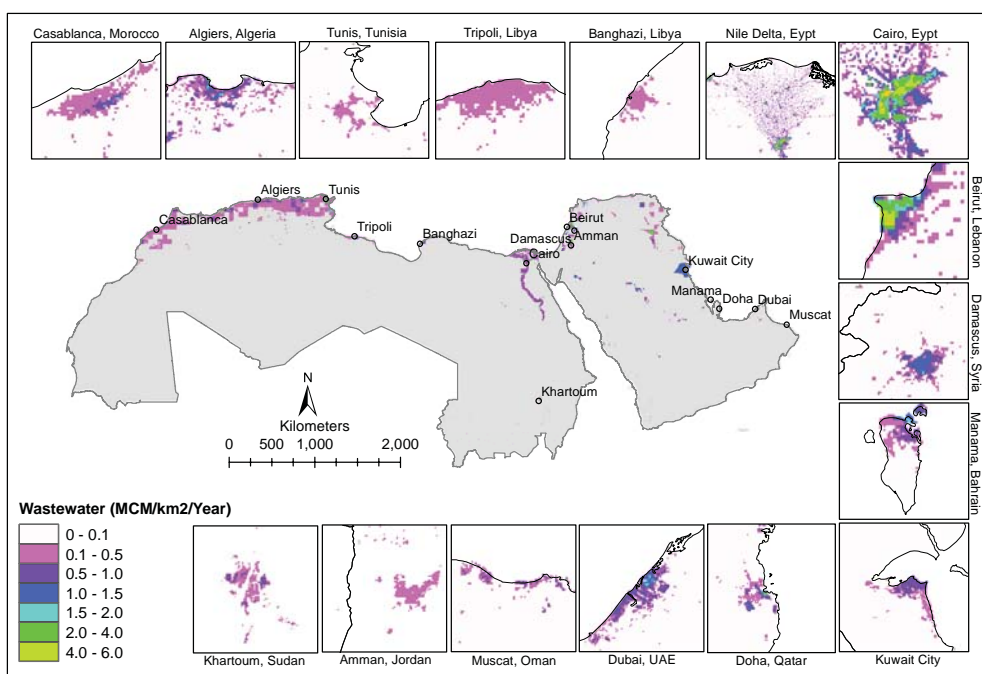 Casablanca, Morocco
Algiers, Algeria
Tunis, Tunisia
Tripoli, Libya
Banghazi, Libya
Nile Delta, Eypt
Cairo, Eypt
Beirut, Lebanon
Damascus, Syria
Manama, Bahrain
Algiers
Tunis
Casablanca
Tripoli
Banghazi
Beirut
Damascus
Amman
Cairo
Kuwait City
Manama
Doha
Dubai
Muscat
Khartoum
N
Kilometers
0 500 1,000 2,000
Wastewater (MCM/km2/Year)
0 - 0.1
0.1 - 0.5
0.5 - 1.0
1.0 - 1.5
1.5 - 2.0
2.0 - 4.0
4.0 - 6.0
Khartoum, Sudan
Amman, Jordan
Muscat, Oman
Dubai, UAE
Doha, Qatar
Kuwait City